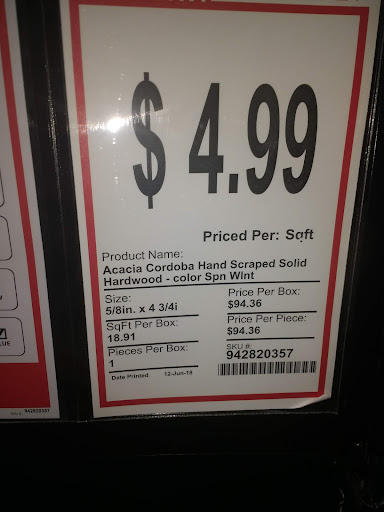 $ 4.99
Priced Per: Sqft
Product Name:
Acacia Cordoba Hand Scraped Solid
Hardwood - color Spn Wlnt
Size:
5/8in. x 4 3/4i
Price Per Box:
$94.36
SqFt Per Box:
18.91
Price Per Piece:
$94.36
Pieces Per Box:
1
SKU #:
942820357
Date Printed: 12-Jun-18
942820357